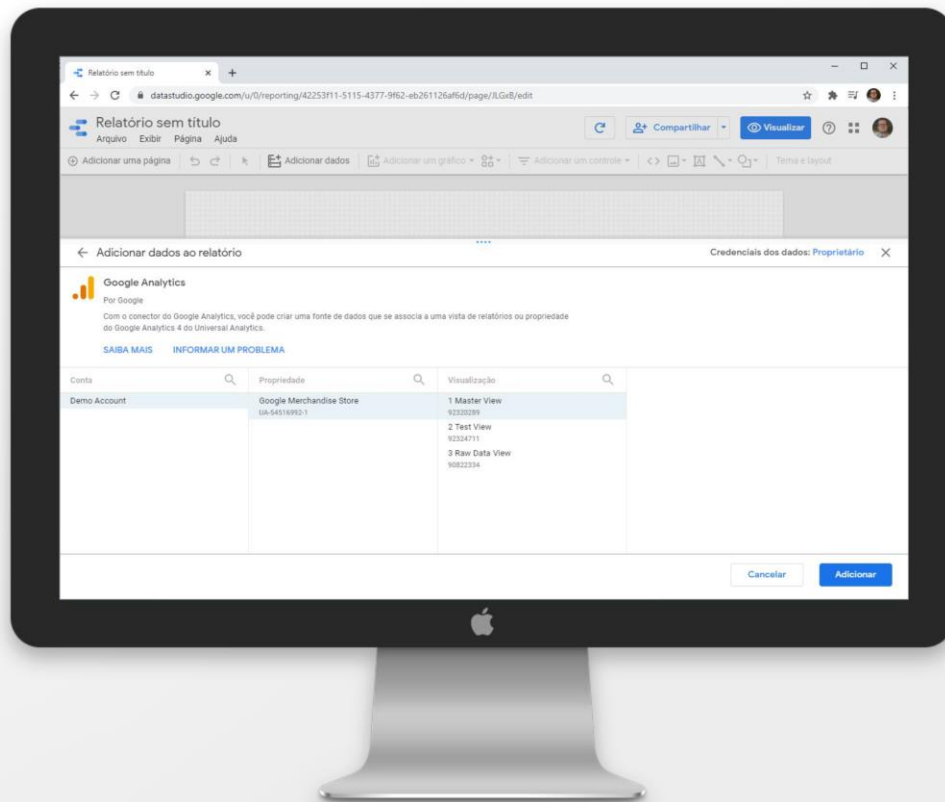 Relatório sem título
datastudio.google.com/u/0/reporting/42253f11-5115-4377-9f62-eb261126af6d/page/JLGxB/edit
Relatório sem título
Arquivo Exibir Página Ajuda
Compartilhar
Visualizar
Adicionar uma página
Adicionar dados
Adicionar um gráfico
Adicionar um controle
Tema e layout
Adicionar dados ao relatório
Credenciais dos dados: Proprietário
Google Analytics
Por Google
Com o conector do Google Analytics, você pode criar uma fonte de dados que se associa a uma vista de relatórios ou propriedade
do Google Analytics 4 do Universal Analytics.
SAIBA MAIS INFORMAR UM PROBLEMA
Conta
Propriedade
Visualização
Demo Account
Google Merchandise Store
UA-54516992-1
1 Master View
92320289
2 Test View
92324711
3 Raw Data View
90822334
Cancelar
Adicionar